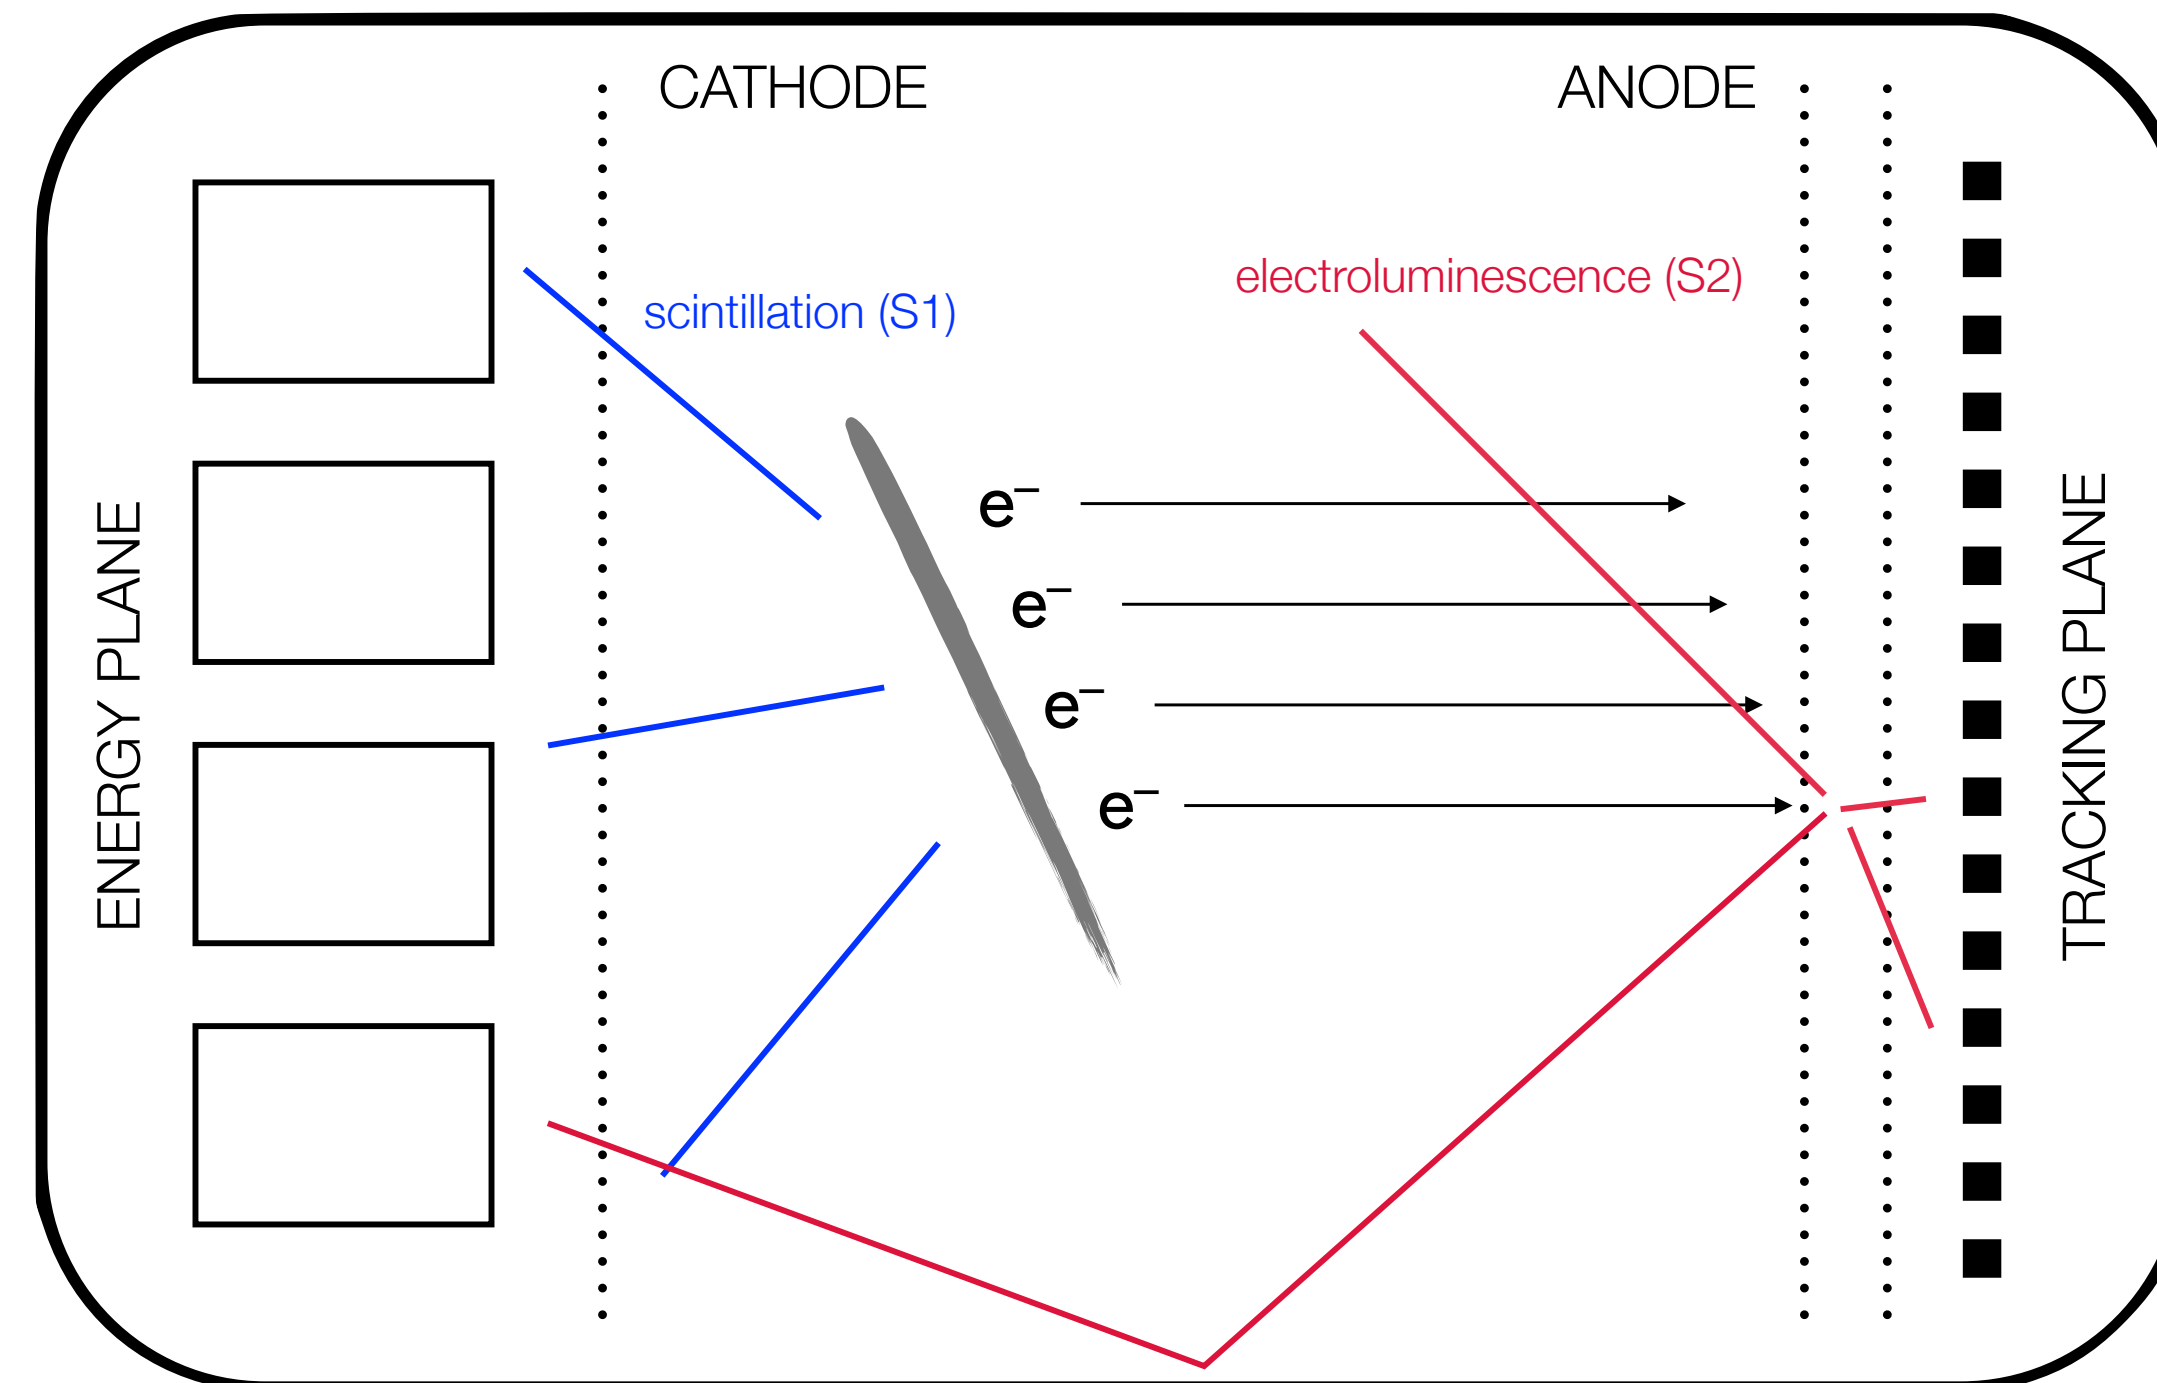 CATHODE
ANODE
electroluminescence (S2)
scintillation (S1)
e⁻
e⁻
e⁻
e⁻
ENERGY PLANE
TRACKING PLANE